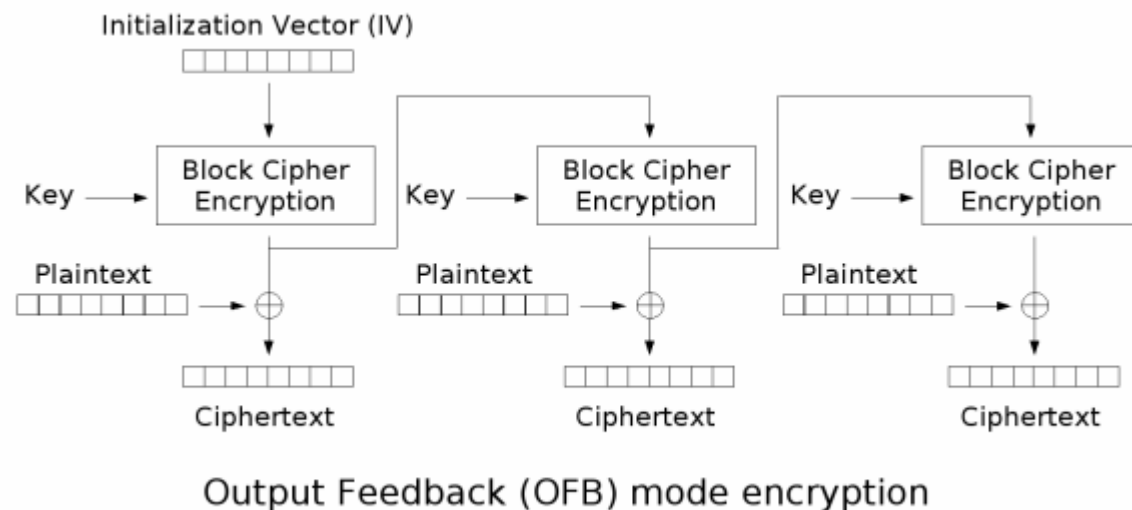 Initialization Vector (IV)
Key
Block Cipher
Encryption
Key
Block Cipher
Encryption
Key
Block Cipher
Encryption
Plaintext
Plaintext
Plaintext
Ciphertext
Ciphertext
Ciphertext
Output Feedback (OFB) mode encryption